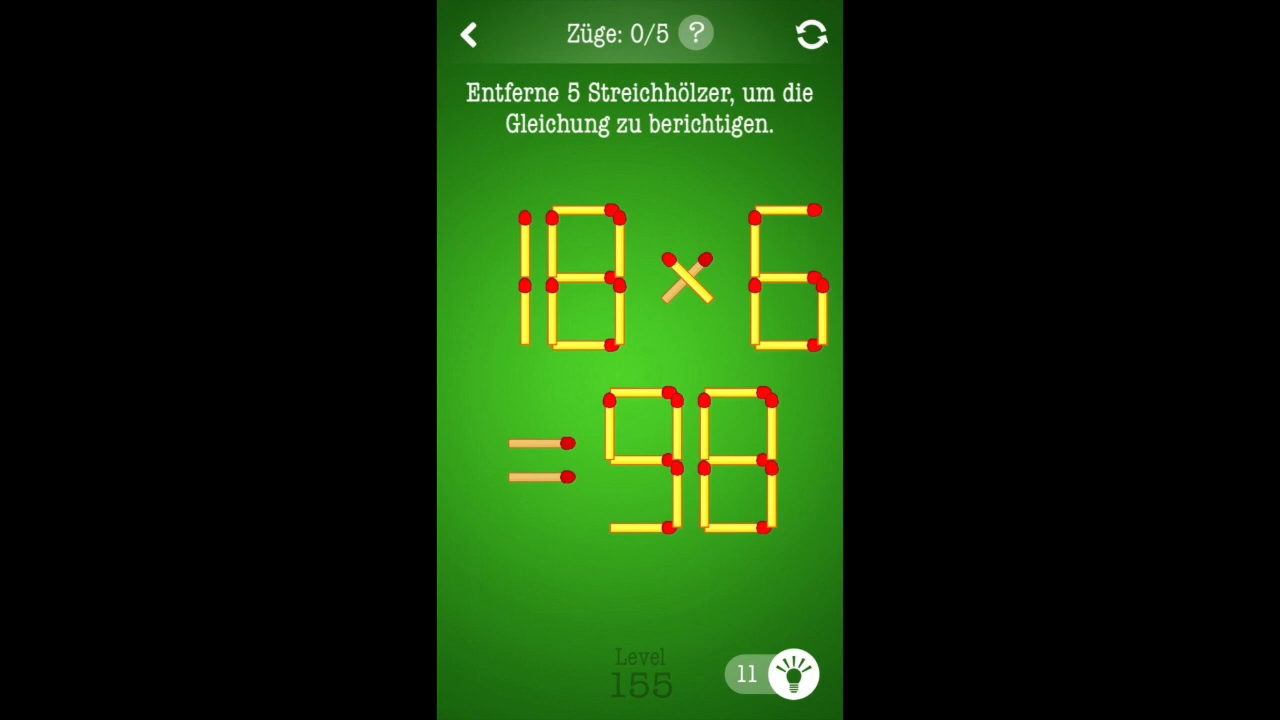 Züge: 0/5 ?
Entferne 5 Streichhölzer, um die
Gleichung zu berichtigen.
18 × 6
= 98
Level
155
11